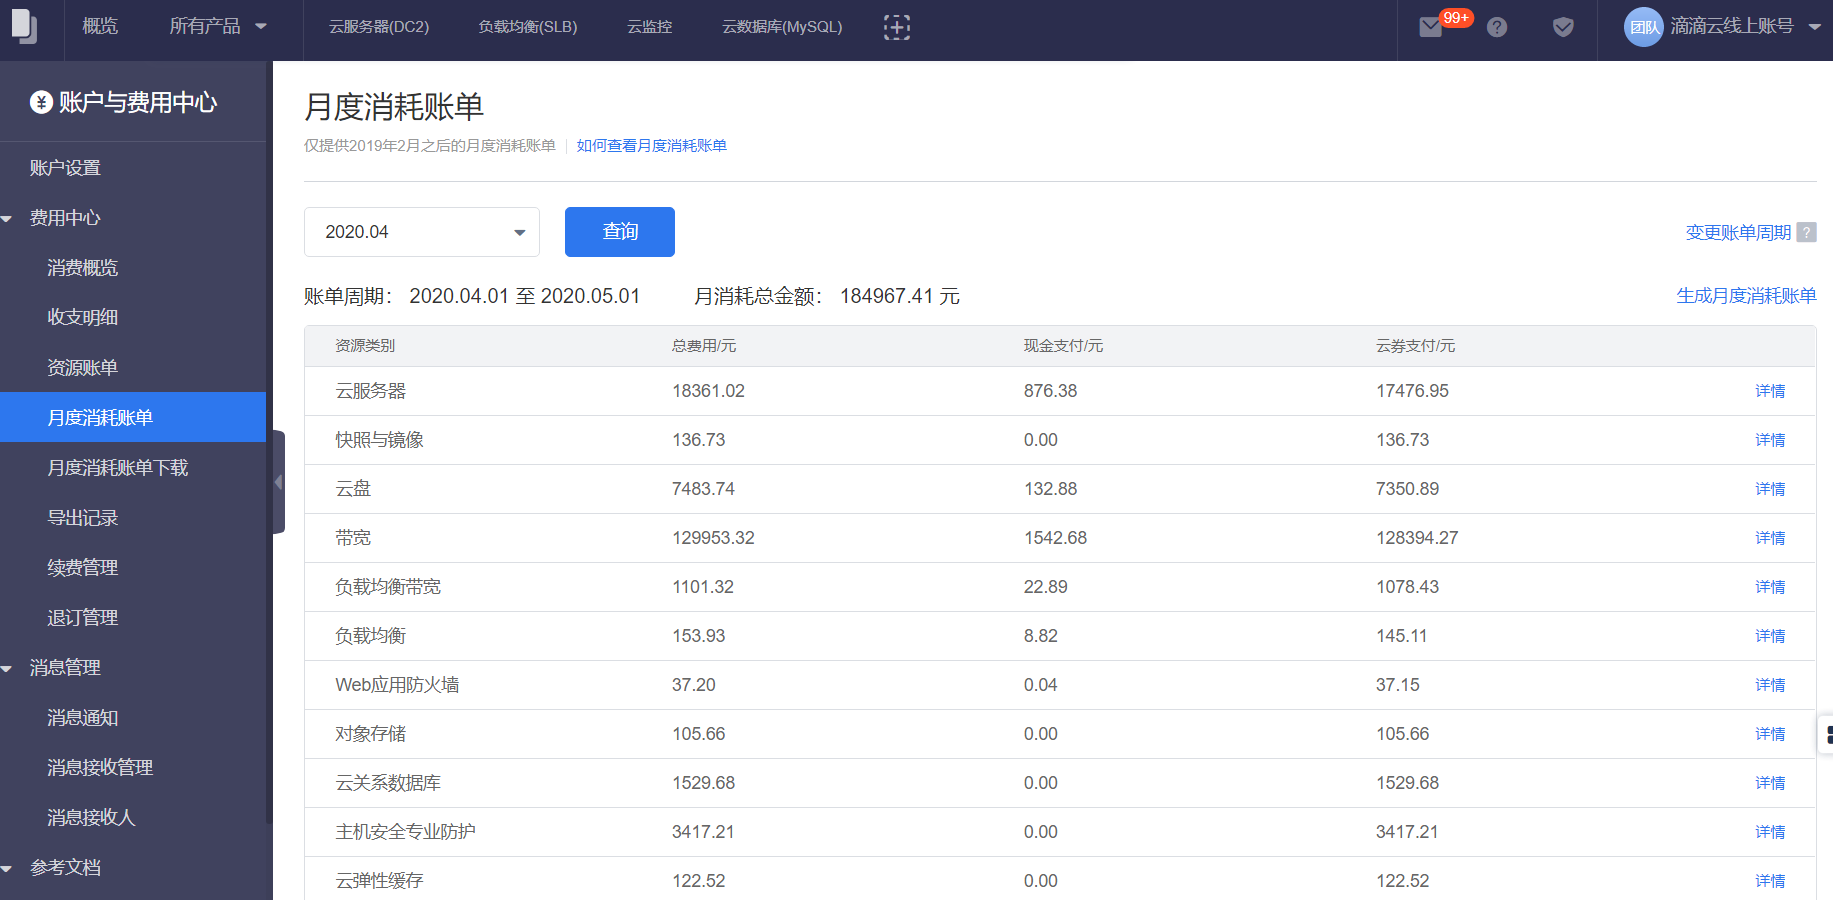 概览
所有产品
云服务器(DC2)
负载均衡(SLB)
云监控
云数据库(MySQL)
99+
?
团队
滴滴云线上账号
¥ 账户与费用中心
账户设置
费用中心
消费概览
收支明细
资源账单
月度消耗账单
月度消耗账单下载
导出记录
续费管理
退订管理
消息管理
消息通知
消息接收管理
消息接收人
参考文档
月度消耗账单
仅提供2019年2月之后的月度消耗账单 如何查看月度消耗账单
2020.04
查询
变更账单周期 ?
账单周期： 2020.04.01 至 2020.05.01 月消耗总金额： 184967.41 元
生成月度消耗账单
资源类别 总费用/元 现金支付/元 云券支付/元
云服务器 18361.02 876.38 17476.95 详情
快照与镜像 136.73 0.00 136.73 详情
云盘 7483.74 132.88 7350.89 详情
带宽 129953.32 1542.68 128394.27 详情
负载均衡带宽 1101.32 22.89 1078.43 详情
负载均衡 153.93 8.82 145.11 详情
Web应用防火墙 37.20 0.04 37.15 详情
对象存储 105.66 0.00 105.66 详情
云关系数据库 1529.68 0.00 1529.68 详情
主机安全专业防护 3417.21 0.00 3417.21 详情
云弹性缓存 122.52 0.00 122.52 详情